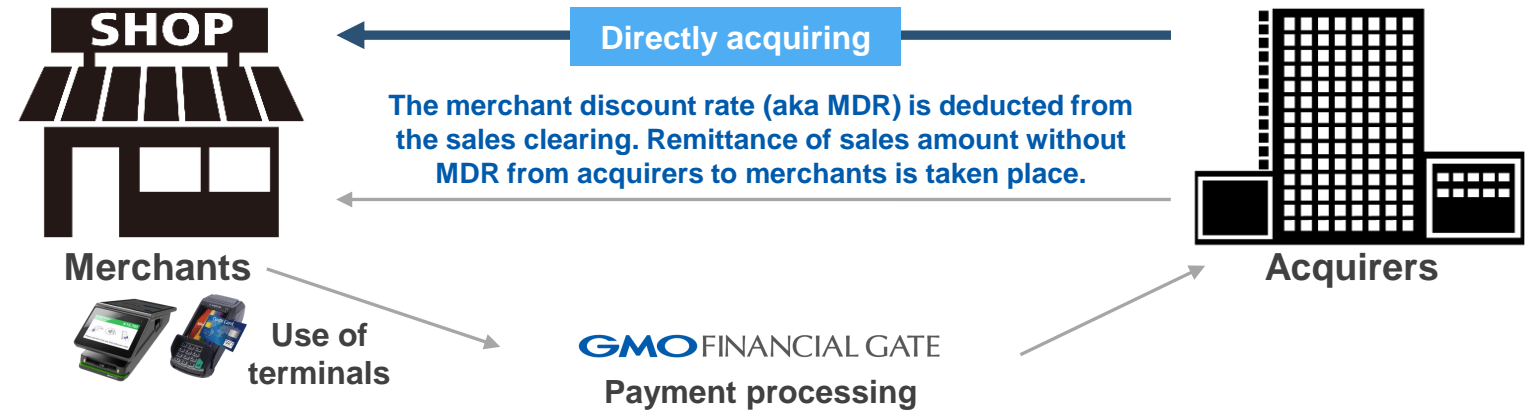 SHOP
Directly acquiring
The merchant discount rate (aka MDR) is deducted from
the sales clearing. Remittance of sales amount without
MDR from acquirers to merchants is taken place.
Merchants
Acquirers
Use of
terminals
GMO FINANCIAL GATE
Payment processing